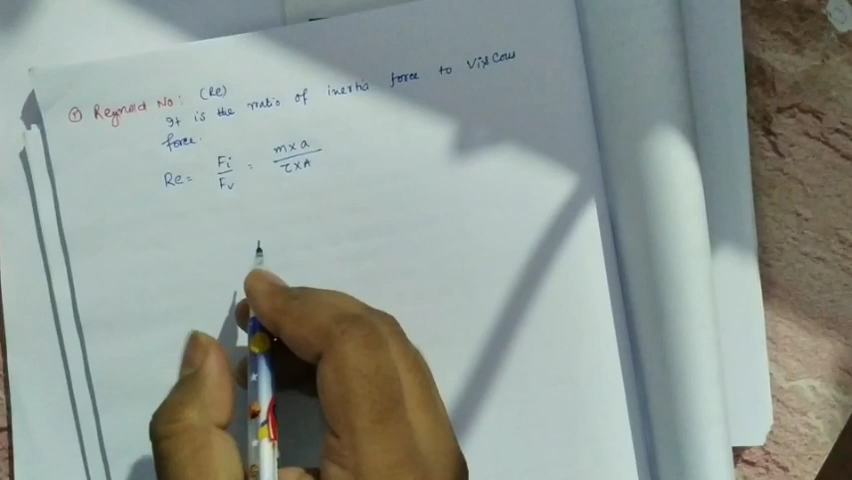 ① Reynold No: (Re)
It is the ratio of inertia force to Viscous
force.
Re = Fi/Fv = m×a/τ×A